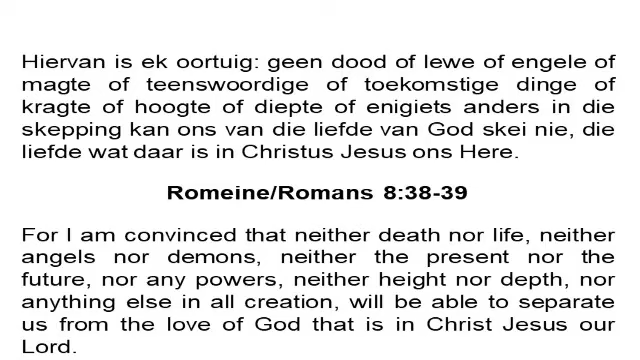 Hiervan is ek oortuig: geen dood of lewe of engele of
magte of teenswoordige of toekomstige dinge of
kragte of hoogte of diepte of enigiets anders in die
skepping kan ons van die liefde van God skei nie, die
liefde wat daar is in Christus Jesus ons Here.
Romeine/Romans 8:38-39
For I am convinced that neither death nor life, neither
angels nor demons, neither the present nor the
future, nor any powers, neither height nor depth, nor
anything else in all creation, will be able to separate
us from the love of God that is in Christ Jesus our
Lord.